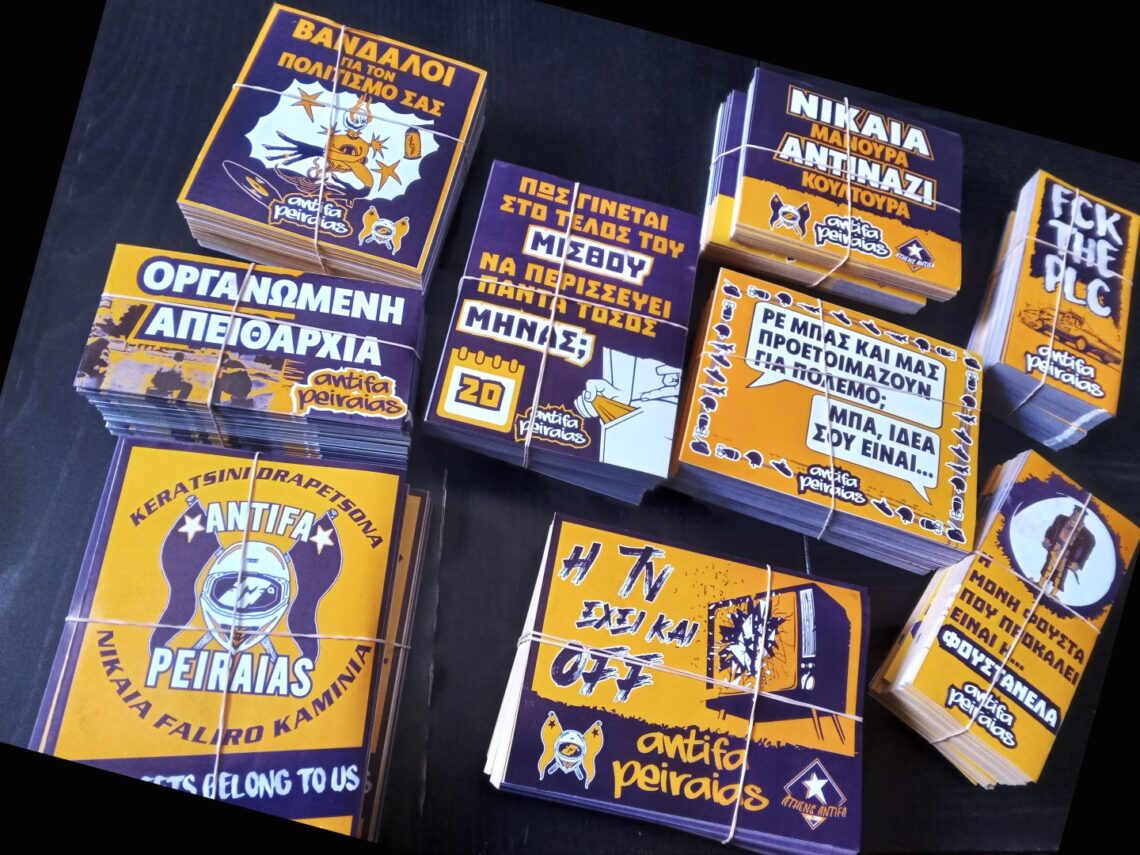 ΒΑΝΔΑΛΟΙ
ΓΙΑ ΤΟΝ
ΠΟΛΙΤΙΣΜΟ ΣΑΣ
antifa
peiraias
ΟΡΓΑΝΩΜΕΝΗ
ΑΠΕΙΘΑΡΧΙΑ
antifa
peiraias
KERATSINI DRAPETSONA
ANTIFA
PEIRAIAS
NIKAIA FALIRO KAMINIA
BELONG TO US
ΠΩΣ ΓΙΝΕΤΑΙ
ΣΤΟ ΤΕΛΟΣ ΤΟΥ
ΜΙΣΘΟΥ
ΝΑ ΠΕΡΙΣΣΕΥΕΙ
ΠΑΝΤΑ ΤΟΣΟΣ
ΜΗΝΑΣ;
20
antifa
peiraias
ΝΙΚΑΙΑ
ΜΑΝΟΥΡΑ
ΑΝΤΙΝΑΖΙ
ΚΟΥΛΤΟΥΡΑ
antifa
peiraias
ATHENS ANTIFA
ΡΕ ΜΠΑΣ ΚΑΙ ΜΑΣ
ΠΡΟΕΤΟΙΜΑΖΟΥΝ
ΓΙΑ ΠΟΛΕΜΟ;
ΜΠΑ, ΙΔΕΑ
ΣΟΥ ΕΙΝΑΙ...
antifa
peiraias
FCK
THE
PLC
antifa
peiraias
Η TV
ΕΧΕΙ ΚΑΙ
OFF
antifa
peiraias
ATHENS ANTIFA
Η
ΜΟΝΗ ΦΟΥΣΤΑ
ΠΟΥ ΠΡΟΚΑΛΕΙ
ΕΙΝΑΙ Η...
ΦΟΥΣΤΑΝΕΛΑ
antifa
peiraias